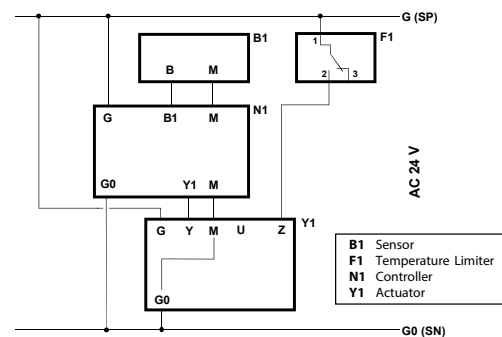 G (SP)
B1
F1
1
2
3
B M
N1
G B1 M
G0 Y1 M
AC 24 V
Y1
G Y M U Z
G0
B1 Sensor
F1 Temperature Limiter
N1 Controller
Y1 Actuator
G0 (SN)